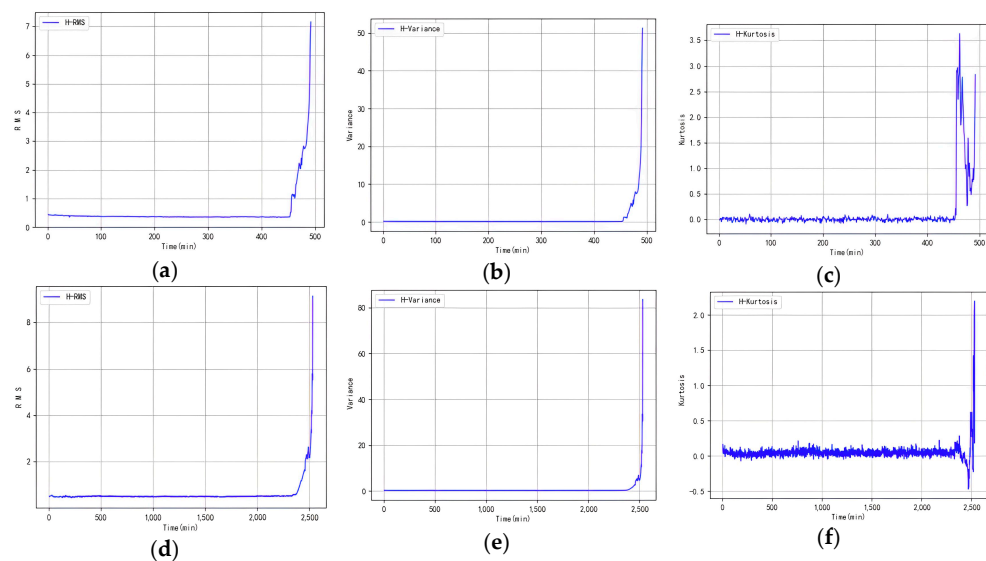 H-RMS
7
6
5
4
3
2
1
0
R M S
0 100 200 300 400 500
Time(min)
(a)
H-Variance
50
40
30
20
10
0
Variance
0 100 200 300 400 500
Time(min)
(b)
H-Kurtosis
3.5
3.0
2.5
2.0
1.5
1.0
0.5
0.0
Kurtosis
0 100 200 300 400 500
Time(min)
(c)
H-RMS
8
6
4
2
R M S
0 500 1,000 1,500 2,000 2,500
Time(min)
(d)
H-Variance
80
60
40
20
0
Variance
0 500 1,000 1,500 2,000 2,500
Time(min)
(e)
H-Kurtosis
2.0
1.5
1.0
0.5
0.0
-0.5
Kurtosis
0 500 1,000 1,500 2,000 2,500
Time(min)
(f)